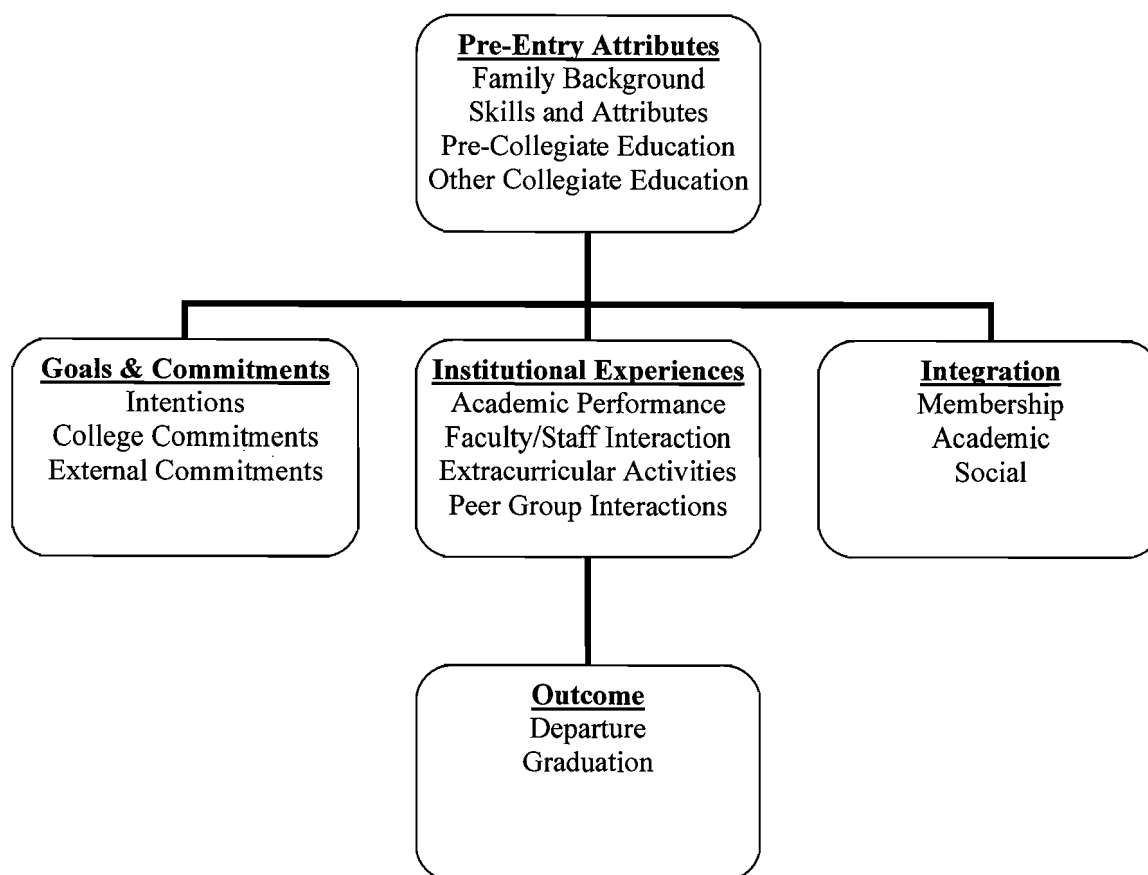 Pre-Entry Attributes
Family Background
Skills and Attributes
Pre-Collegiate Education
Other Collegiate Education
Goals & Commitments
Intentions
College Commitments
External Commitments
Institutional Experiences
Academic Performance
Faculty/Staff Interaction
Extracurricular Activities
Peer Group Interactions
Integration
Membership
Academic
Social
Outcome
Departure
Graduation